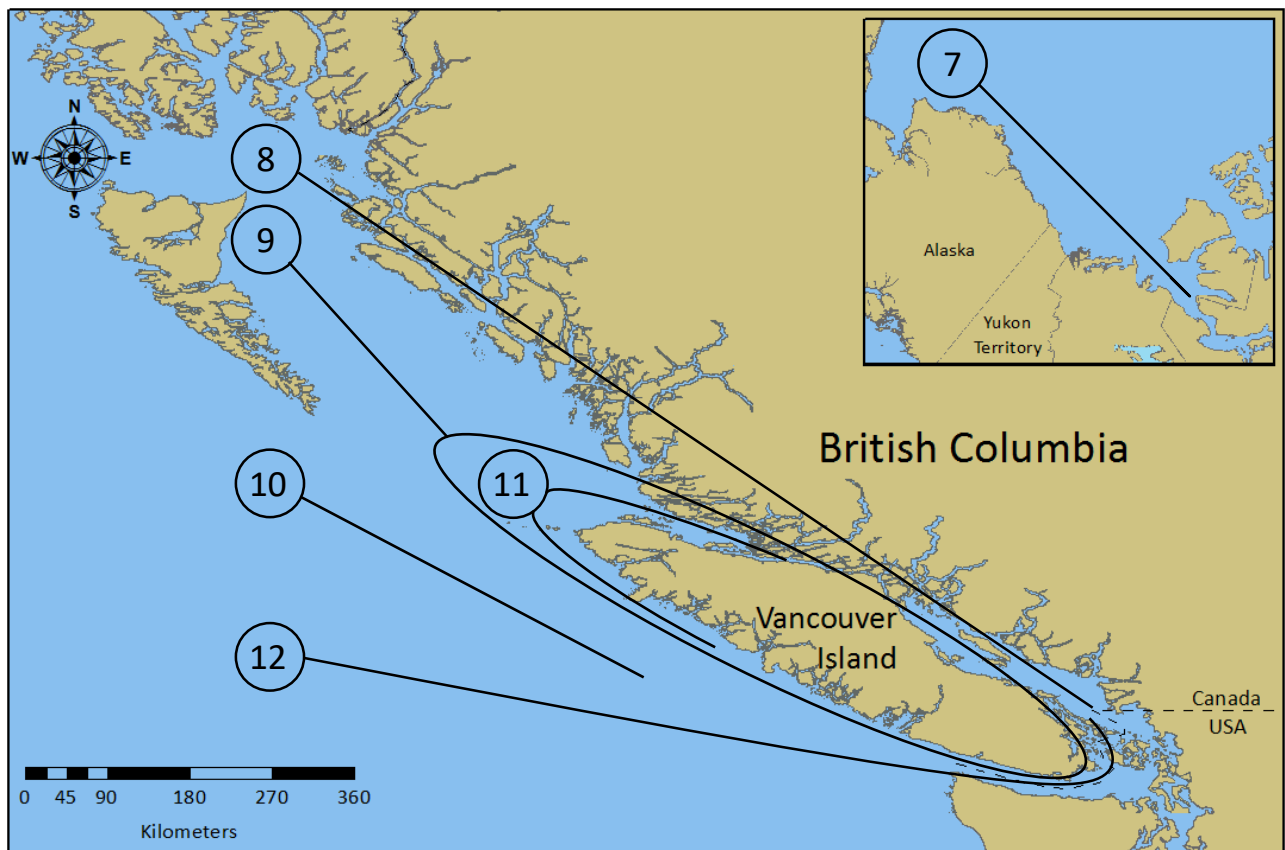 7
N
W E
S
8
9
Alaska
Yukon
Territory
British Columbia
10
11
Vancouver
Island
12
Canada
USA
0 45 90 180 270 360
Kilometers